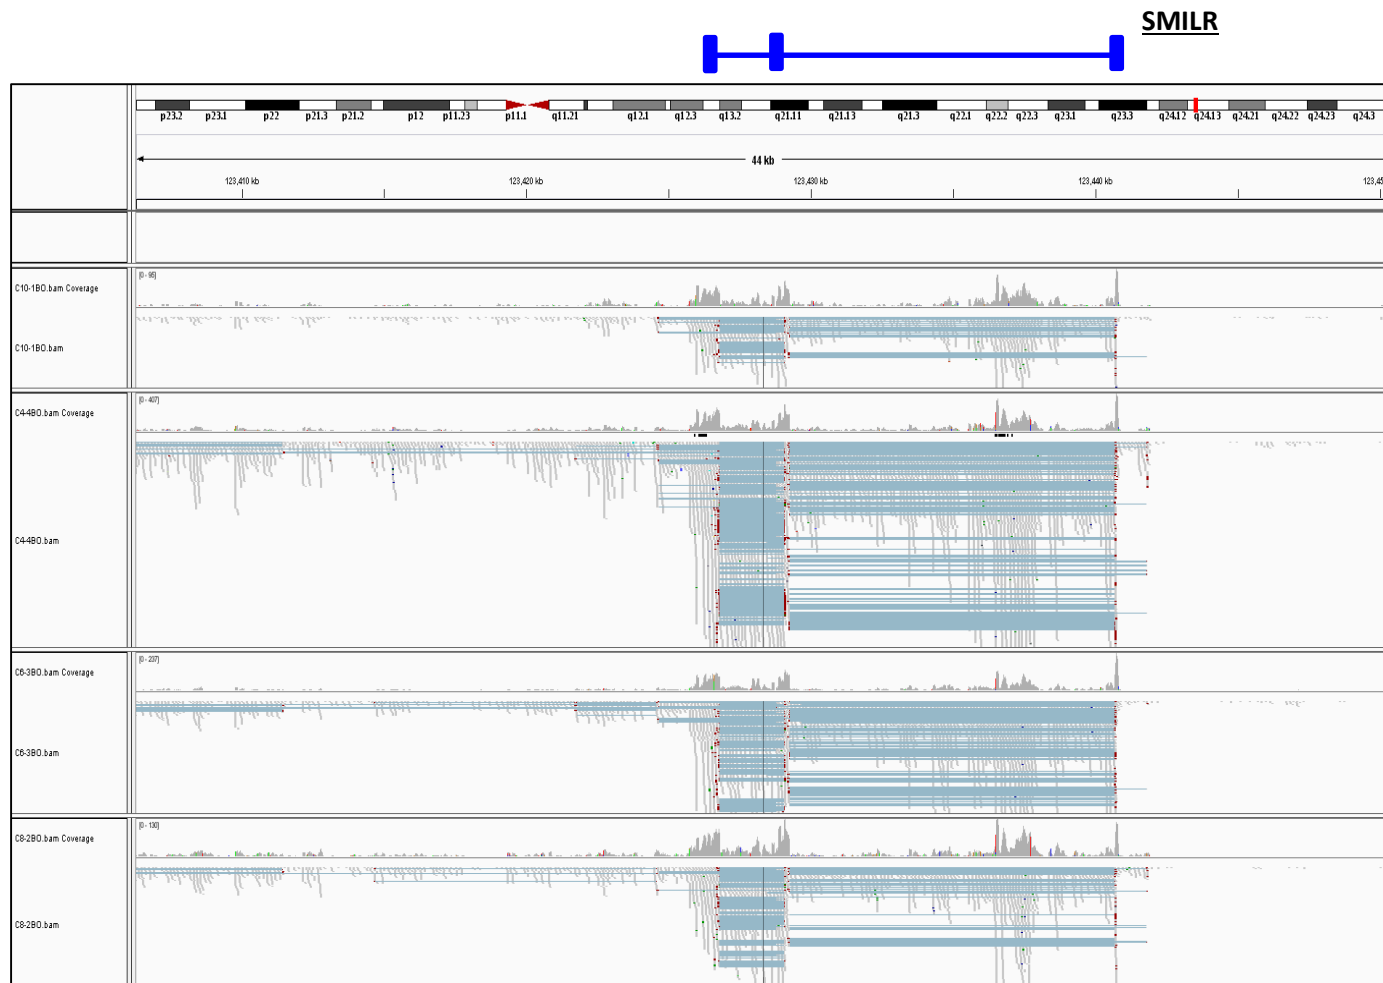 SMILR
p23.2 p23.1 p22 p21.3 p21.2 p12 p11.23 p11.1 q11.21 q12.1 q12.3 q13.2 q21.11 q21.13 q21.3 q22.1 q22.2 q22.3 q23.1 q23.3 q24.12 q24.13 q24.21 q24.22 q24.23 q24.3
44 kb
123,410 kb 123,420 kb 123,430 kb 123,440 kb
[0 - 95]
C10-1BO.bam Coverage
C10-1BO.bam
[0 - 407]
C4-4BO.bam Coverage
C4-4BO.bam
[0 - 237]
C6-3BO.bam Coverage
C6-3BO.bam
[0 - 130]
C8-2BO.bam Coverage
C8-2BO.bam